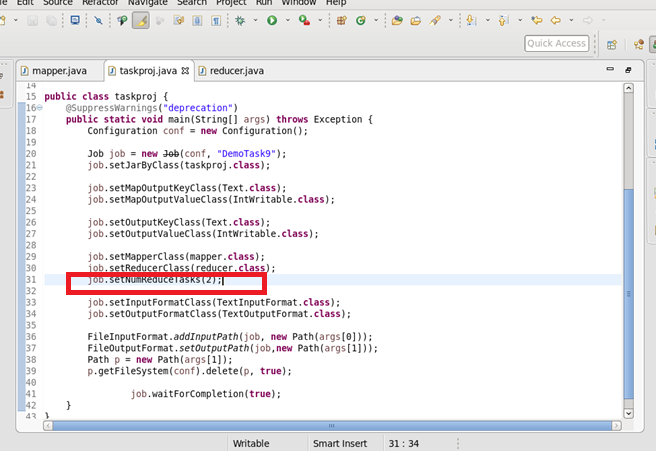 Edit Source Refactor Navigate Search Project Run Window Help
Quick Access
mapper.java taskproj.java reducer.java
14
15 public class taskproj {
16 @SuppressWarnings("deprecation")
17 public static void main(String[] args) throws Exception {
18 Configuration conf = new Configuration();
19
20 Job job = new Job(conf, "DemoTask9");
21 job.setJarByClass(taskproj.class);
22
23 job.setMapOutputKeyClass(Text.class);
24 job.setMapOutputValueClass(IntWritable.class);
25
26 job.setOutputKeyClass(Text.class);
27 job.setOutputValueClass(IntWritable.class);
28
29 job.setMapperClass(mapper.class);
30 job.setReducerClass(reducer.class);
31 job.setNumReduceTasks(2);
32
33 job.setInputFormatClass(TextInputFormat.class);
34 job.setOutputFormatClass(TextOutputFormat.class);
35
36 FileInputFormat.addInputPath(job, new Path(args[0]));
37 FileOutputFormat.setOutputPath(job,new Path(args[1]));
38 Path p = new Path(args[1]);
39 p.getFileSystem(conf).delete(p, true);
40
41 job.waitForCompletion(true);
42 }
43 }
Writable Smart Insert 31 : 34